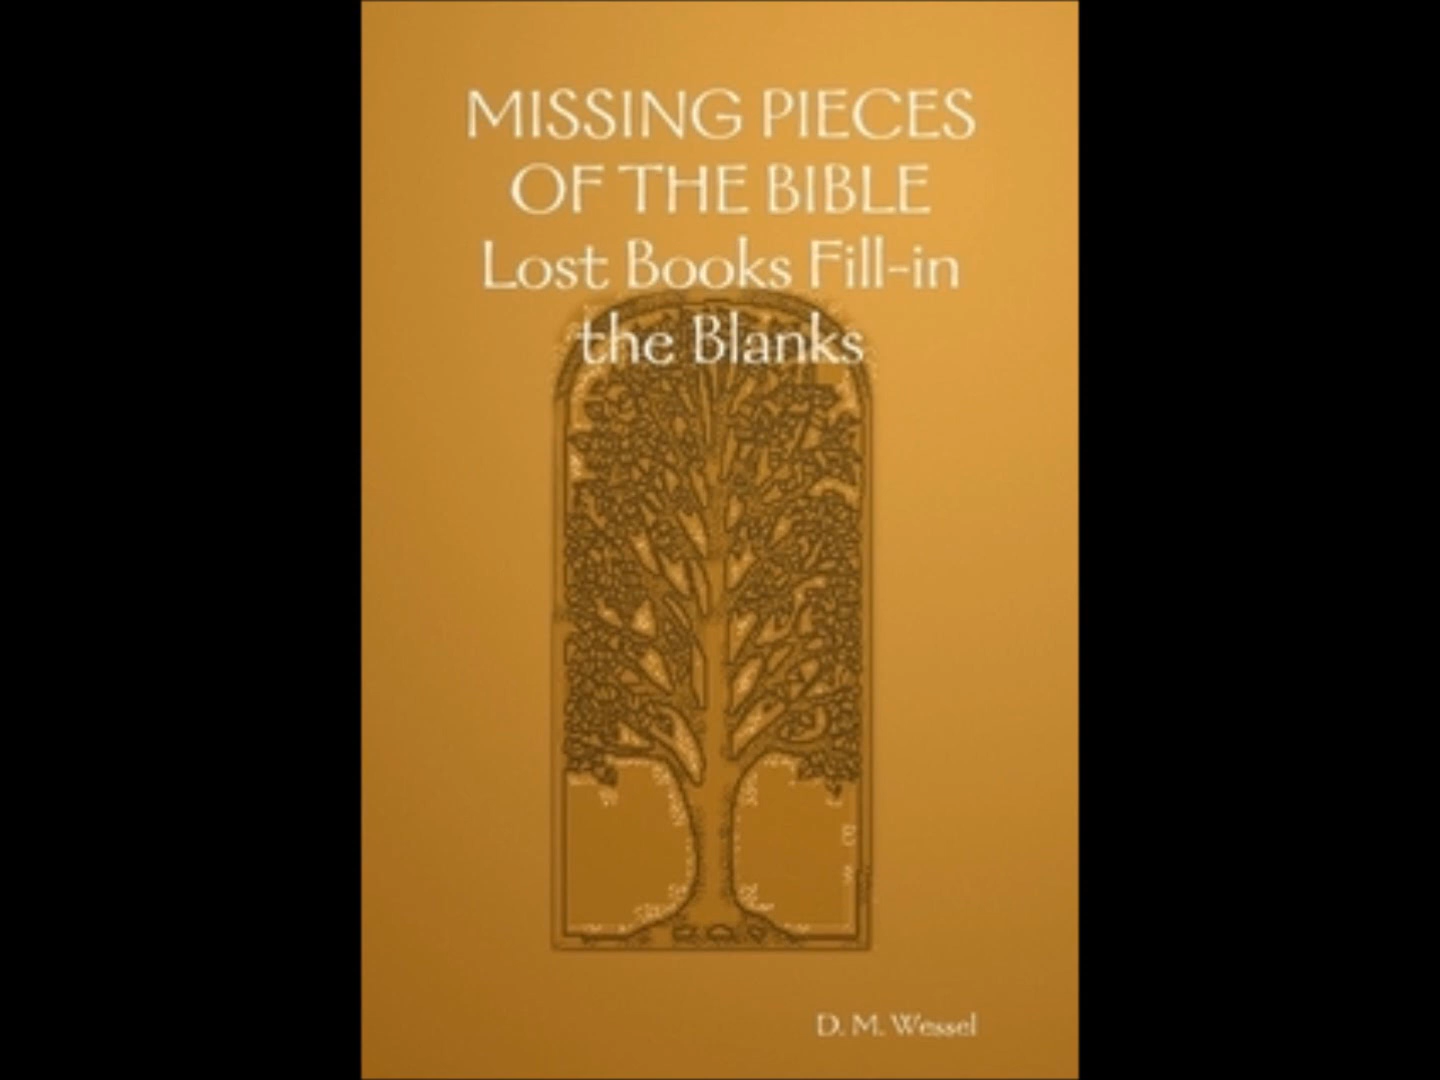 MISSING PIECES
OF THE BIBLE
Lost Books Fill-in
the Blanks
D. M. Wessel